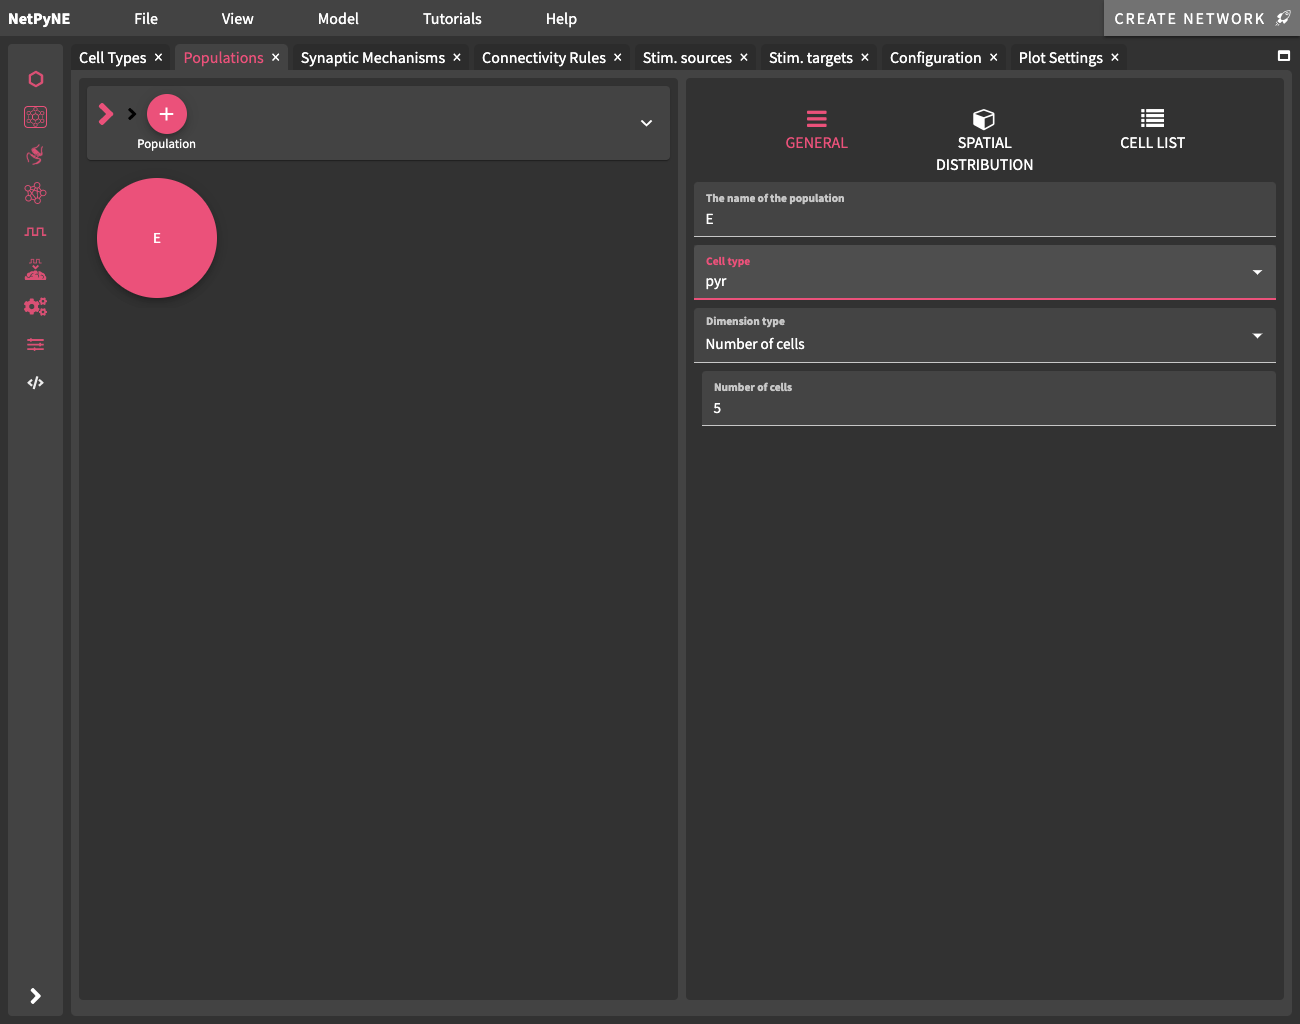 NetPyNE File View Model Tutorials Help CREATE NETWORK
Cell Types × Populations × Synaptic Mechanisms × Connectivity Rules × Stim. sources × Stim. targets × Configuration × Plot Settings ×
Population
E
GENERAL
SPATIAL
DISTRIBUTION
CELL LIST
The name of the population
E
Cell type
pyr
Dimension type
Number of cells
Number of cells
5